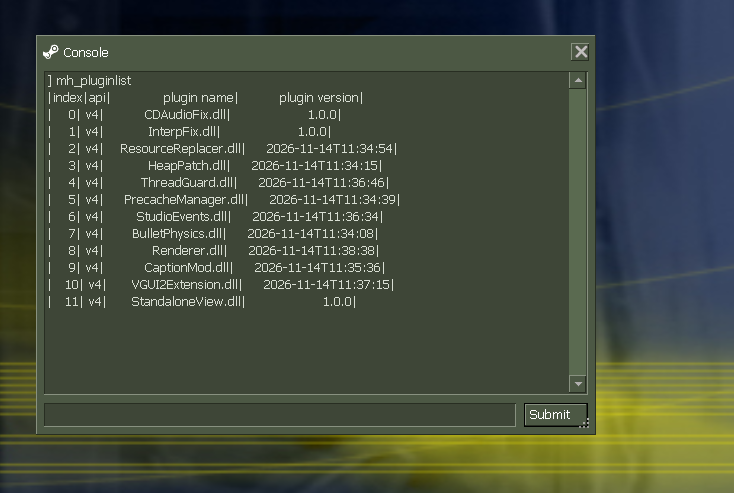 Console
] mh_pluginlist
|index|api| plugin name| plugin version|
| 0| v4| CDAudioFix.dll| 1.0.0|
| 1| v4| InterpFix.dll| 1.0.0|
| 2| v4| ResourceReplacer.dll| 2026-11-14T11:34:54|
| 3| v4| HeapPatch.dll| 2026-11-14T11:34:15|
| 4| v4| ThreadGuard.dll| 2026-11-14T11:36:46|
| 5| v4| PrecacheManager.dll| 2026-11-14T11:34:39|
| 6| v4| StudioEvents.dll| 2026-11-14T11:36:34|
| 7| v4| BulletPhysics.dll| 2026-11-14T11:34:08|
| 8| v4| Renderer.dll| 2026-11-14T11:38:38|
| 9| v4| CaptionMod.dll| 2026-11-14T11:35:36|
| 10| v4| VGUI2Extension.dll| 2026-11-14T11:37:15|
| 11| v4| StandaloneView.dll| 1.0.0|
Submit